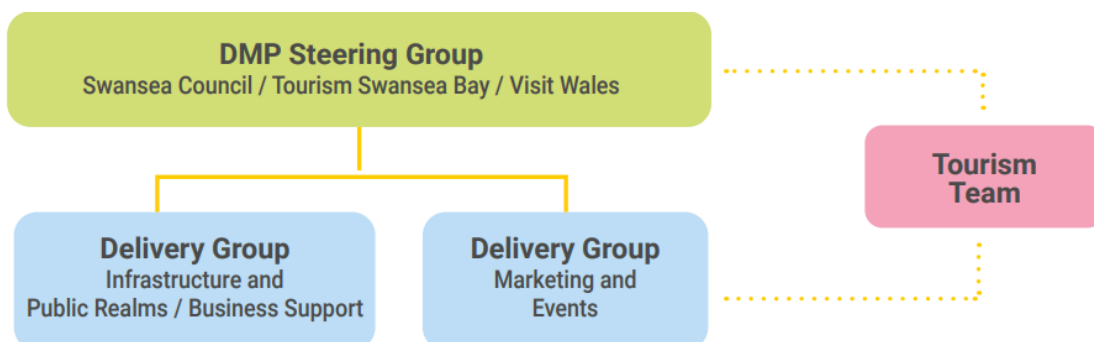 DMP Steering Group
Swansea Council / Tourism Swansea Bay / Visit Wales
Tourism
Team
Delivery Group
Infrastructure and
Public Realms / Business Support
Delivery Group
Marketing and
Events